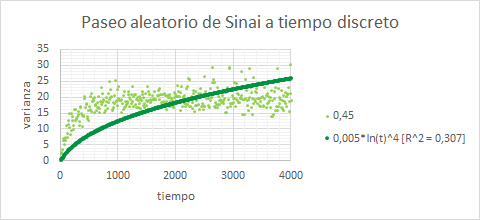 Paseo aleatorio de Sinai a tiempo discreto
35
30
25
20
15
10
5
0
varianza
0 1000 2000 3000 4000
tiempo
0,45
0,005*ln(t)^4 [R^2 = 0,307]